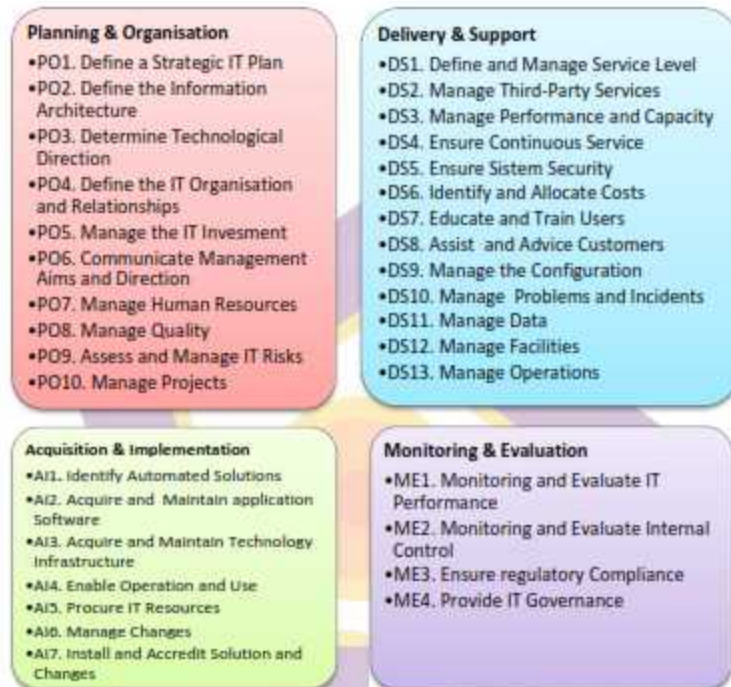 Planning & Organisation
•PO1. Define a Strategic IT Plan
•PO2. Define the Information
Architecture
•PO3. Determine Technological
Direction
•PO4. Define the IT Organisation
and Relationships
•PO5. Manage the IT Invesment
•PO6. Communicate Management
Aims and Direction
•PO7. Manage Human Resources
•PO8. Manage Quality
•PO9. Assess and Manage IT Risks
•PO10. Manage Projects
Delivery & Support
•DS1. Define and Manage Service Level
•DS2. Manage Third-Party Services
•DS3. Manage Performance and Capacity
•DS4. Ensure Continuous Service
•DS5. Ensure Sistem Security
•DS6. Identify and Allocate Costs
•DS7. Educate and Train Users
•DS8. Assist and Advice Customers
•DS9. Manage the Configuration
•DS10. Manage Problems and Incidents
•DS11. Manage Data
•DS12. Manage Facilities
•DS13. Manage Operations
Acquisition & Implementation
•AI1. Identify Automated Solutions
•AI2. Acquire and Maintain application
Software
•AI3. Acquire and Maintain Technology
Infrastructure
•AI4. Enable Operation and Use
•AI5. Procure IT Resources
•AI6. Manage Changes
•AI7. Install and Accredit Solution and
Changes
Monitoring & Evaluation
•ME1. Monitoring and Evaluate IT
Performance
•ME2. Monitoring and Evaluate Internal
Control
•ME3. Ensure regulatory Compliance
•ME4. Provide IT Governance